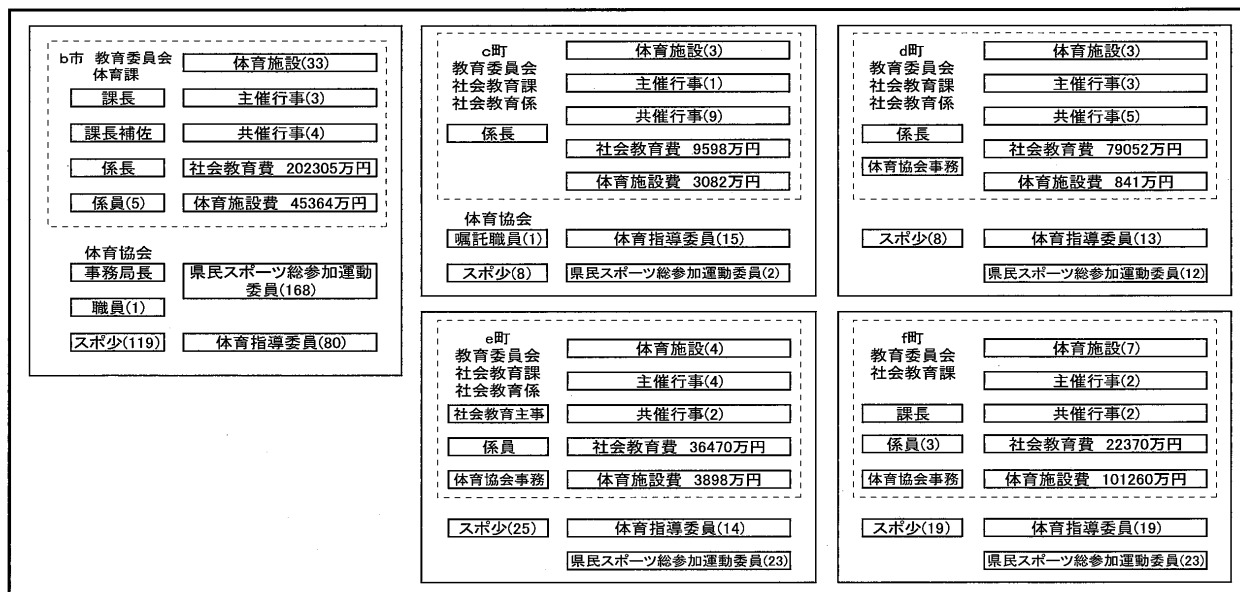 b市 教育委員会
体育課
体育施設(33)
課長
主催行事(3)
課長補佐
共催行事(4)
係長
社会教育費 202305万円
係員(5)
体育施設費 45364万円
体育協会
事務局長
県民スポーツ総参加運動
委員(168)
職員(1)
スポ少(119)
体育指導委員(80)
c町
教育委員会
社会教育課
社会教育係
体育施設(3)
主催行事(1)
共催行事(9)
係長
社会教育費 9598万円
体育施設費 3082万円
体育協会
嘱託職員(1)
体育指導委員(15)
スポ少(8)
県民スポーツ総参加運動委員(2)
d町
教育委員会
社会教育課
社会教育係
体育施設(3)
主催行事(3)
共催行事(5)
係長
社会教育費 79052万円
体育協会事務
体育施設費 841万円
スポ少(8)
体育指導委員(13)
県民スポーツ総参加運動委員(12)
e町
教育委員会
社会教育課
社会教育係
体育施設(4)
主催行事(4)
社会教育主事
共催行事(2)
係員
社会教育費 36470万円
体育協会事務
体育施設費 3898万円
スポ少(25)
体育指導委員(14)
県民スポーツ総参加運動委員(23)
f町
教育委員会
社会教育課
体育施設(7)
主催行事(2)
課長
共催行事(2)
係員(3)
社会教育費 22370万円
体育協会事務
体育施設費 101260万円
スポ少(19)
体育指導委員(19)
県民スポーツ総参加運動委員(23)